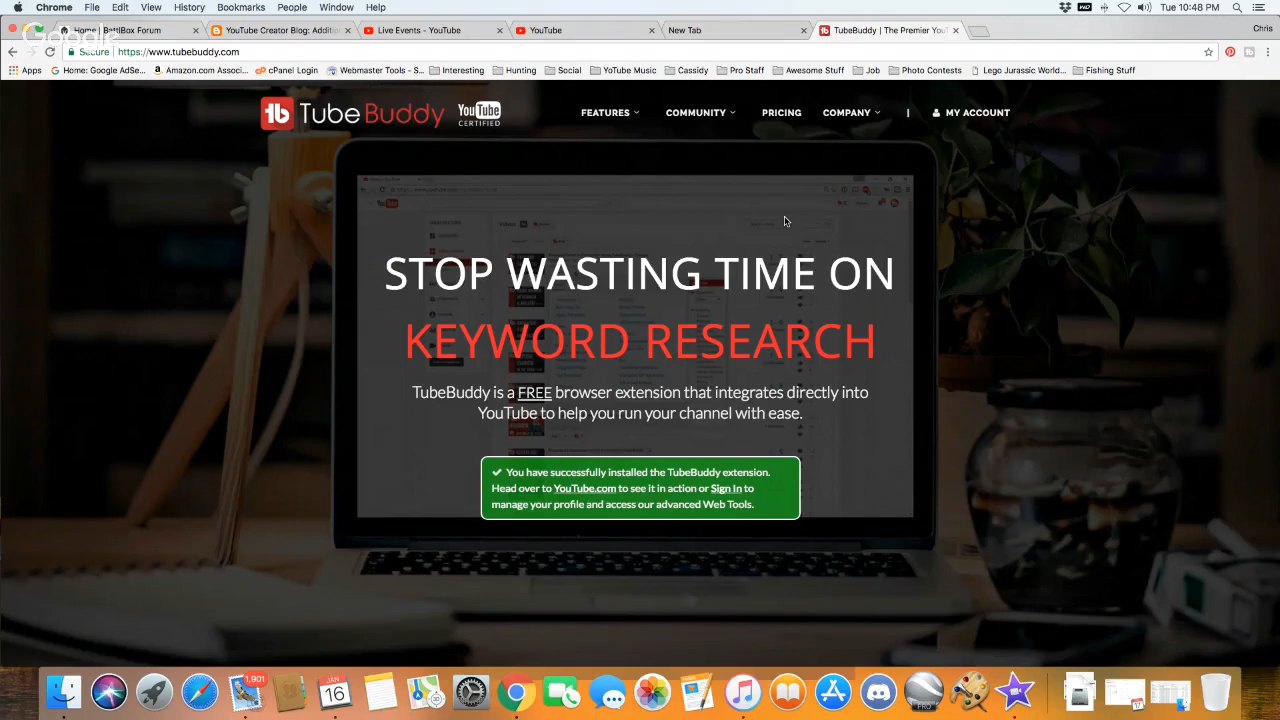 Chrome File Edit View History Bookmarks People Window Help Tue 10:48 PM
Home | BattlBox Forum YouTube Creator Blog: Additi Live Events - YouTube YouTube New Tab TubeBuddy | The Premier You Chris
Google
Secure https://www.tubebuddy.com
Apps Home: Google AdSe... Amazon.com Associ... cPanel Login Webmaster Tools - S... Interesting Hunting Social YoTube Music Cassidy Pro Staff Awesome Stuff Job Photo Contests Lego Jurassic World... Fishing Stuff
TubeBuddy YouTube CERTIFIED FEATURES COMMUNITY PRICING COMPANY | MY ACCOUNT
STOP WASTING TIME ON
KEYWORD RESEARCH
TubeBuddy is a FREE browser extension that integrates directly into
YouTube to help you run your channel with ease.
You have successfully installed the TubeBuddy extension.
Head over to YouTube.com to see it in action or Sign In to
manage your profile and access our advanced Web Tools.
1,901
JAN
16
PRO